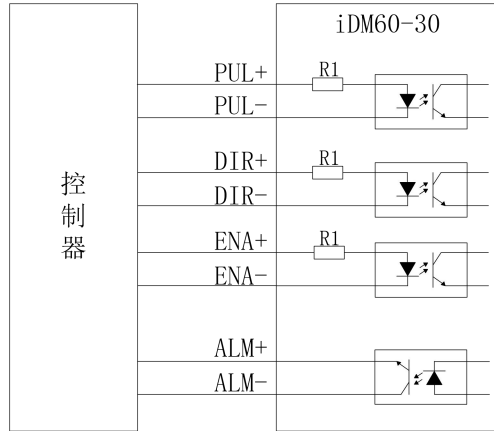 iDM60-30
PUL+
R1
PUL-
DIR+
R1
DIR-
控制器
ENA+
R1
ENA-
ALM+
ALM-